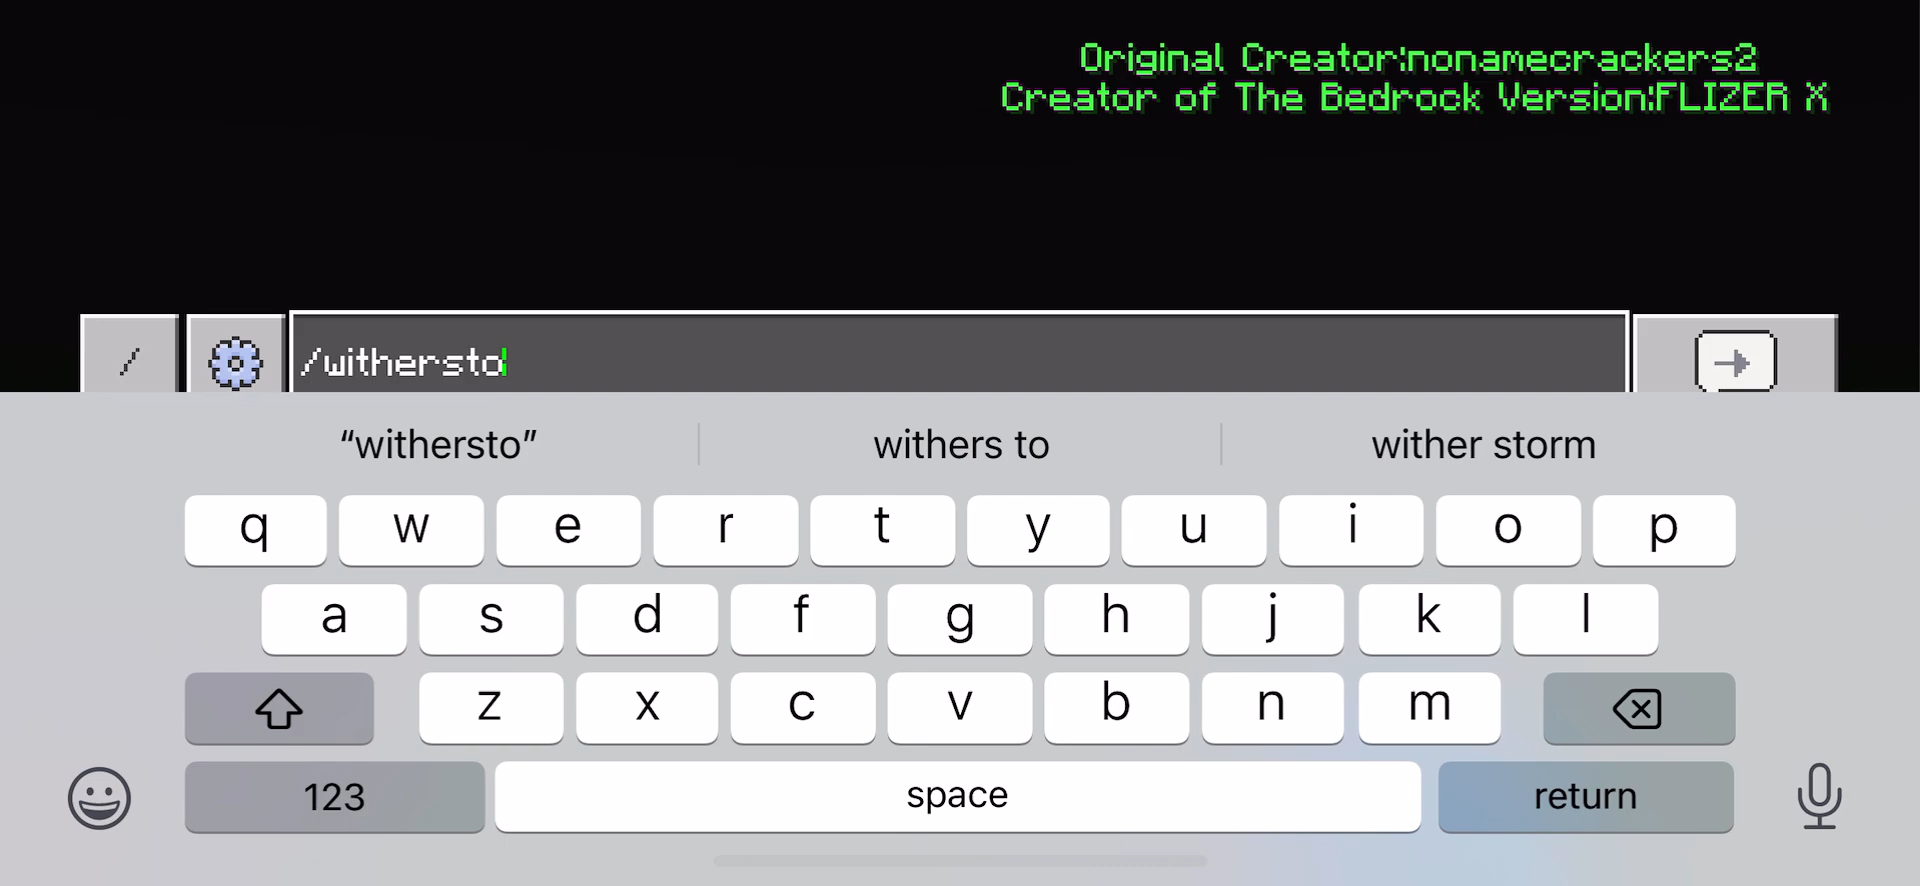 Original Creator:nonamecrackers2
Creator of The Bedrock Version:FLIZER X
/
/withersto
“withersto” withers to wither storm
q w e r t y u i o p
a s d f g h j k l
z x c v b n m
123 space return